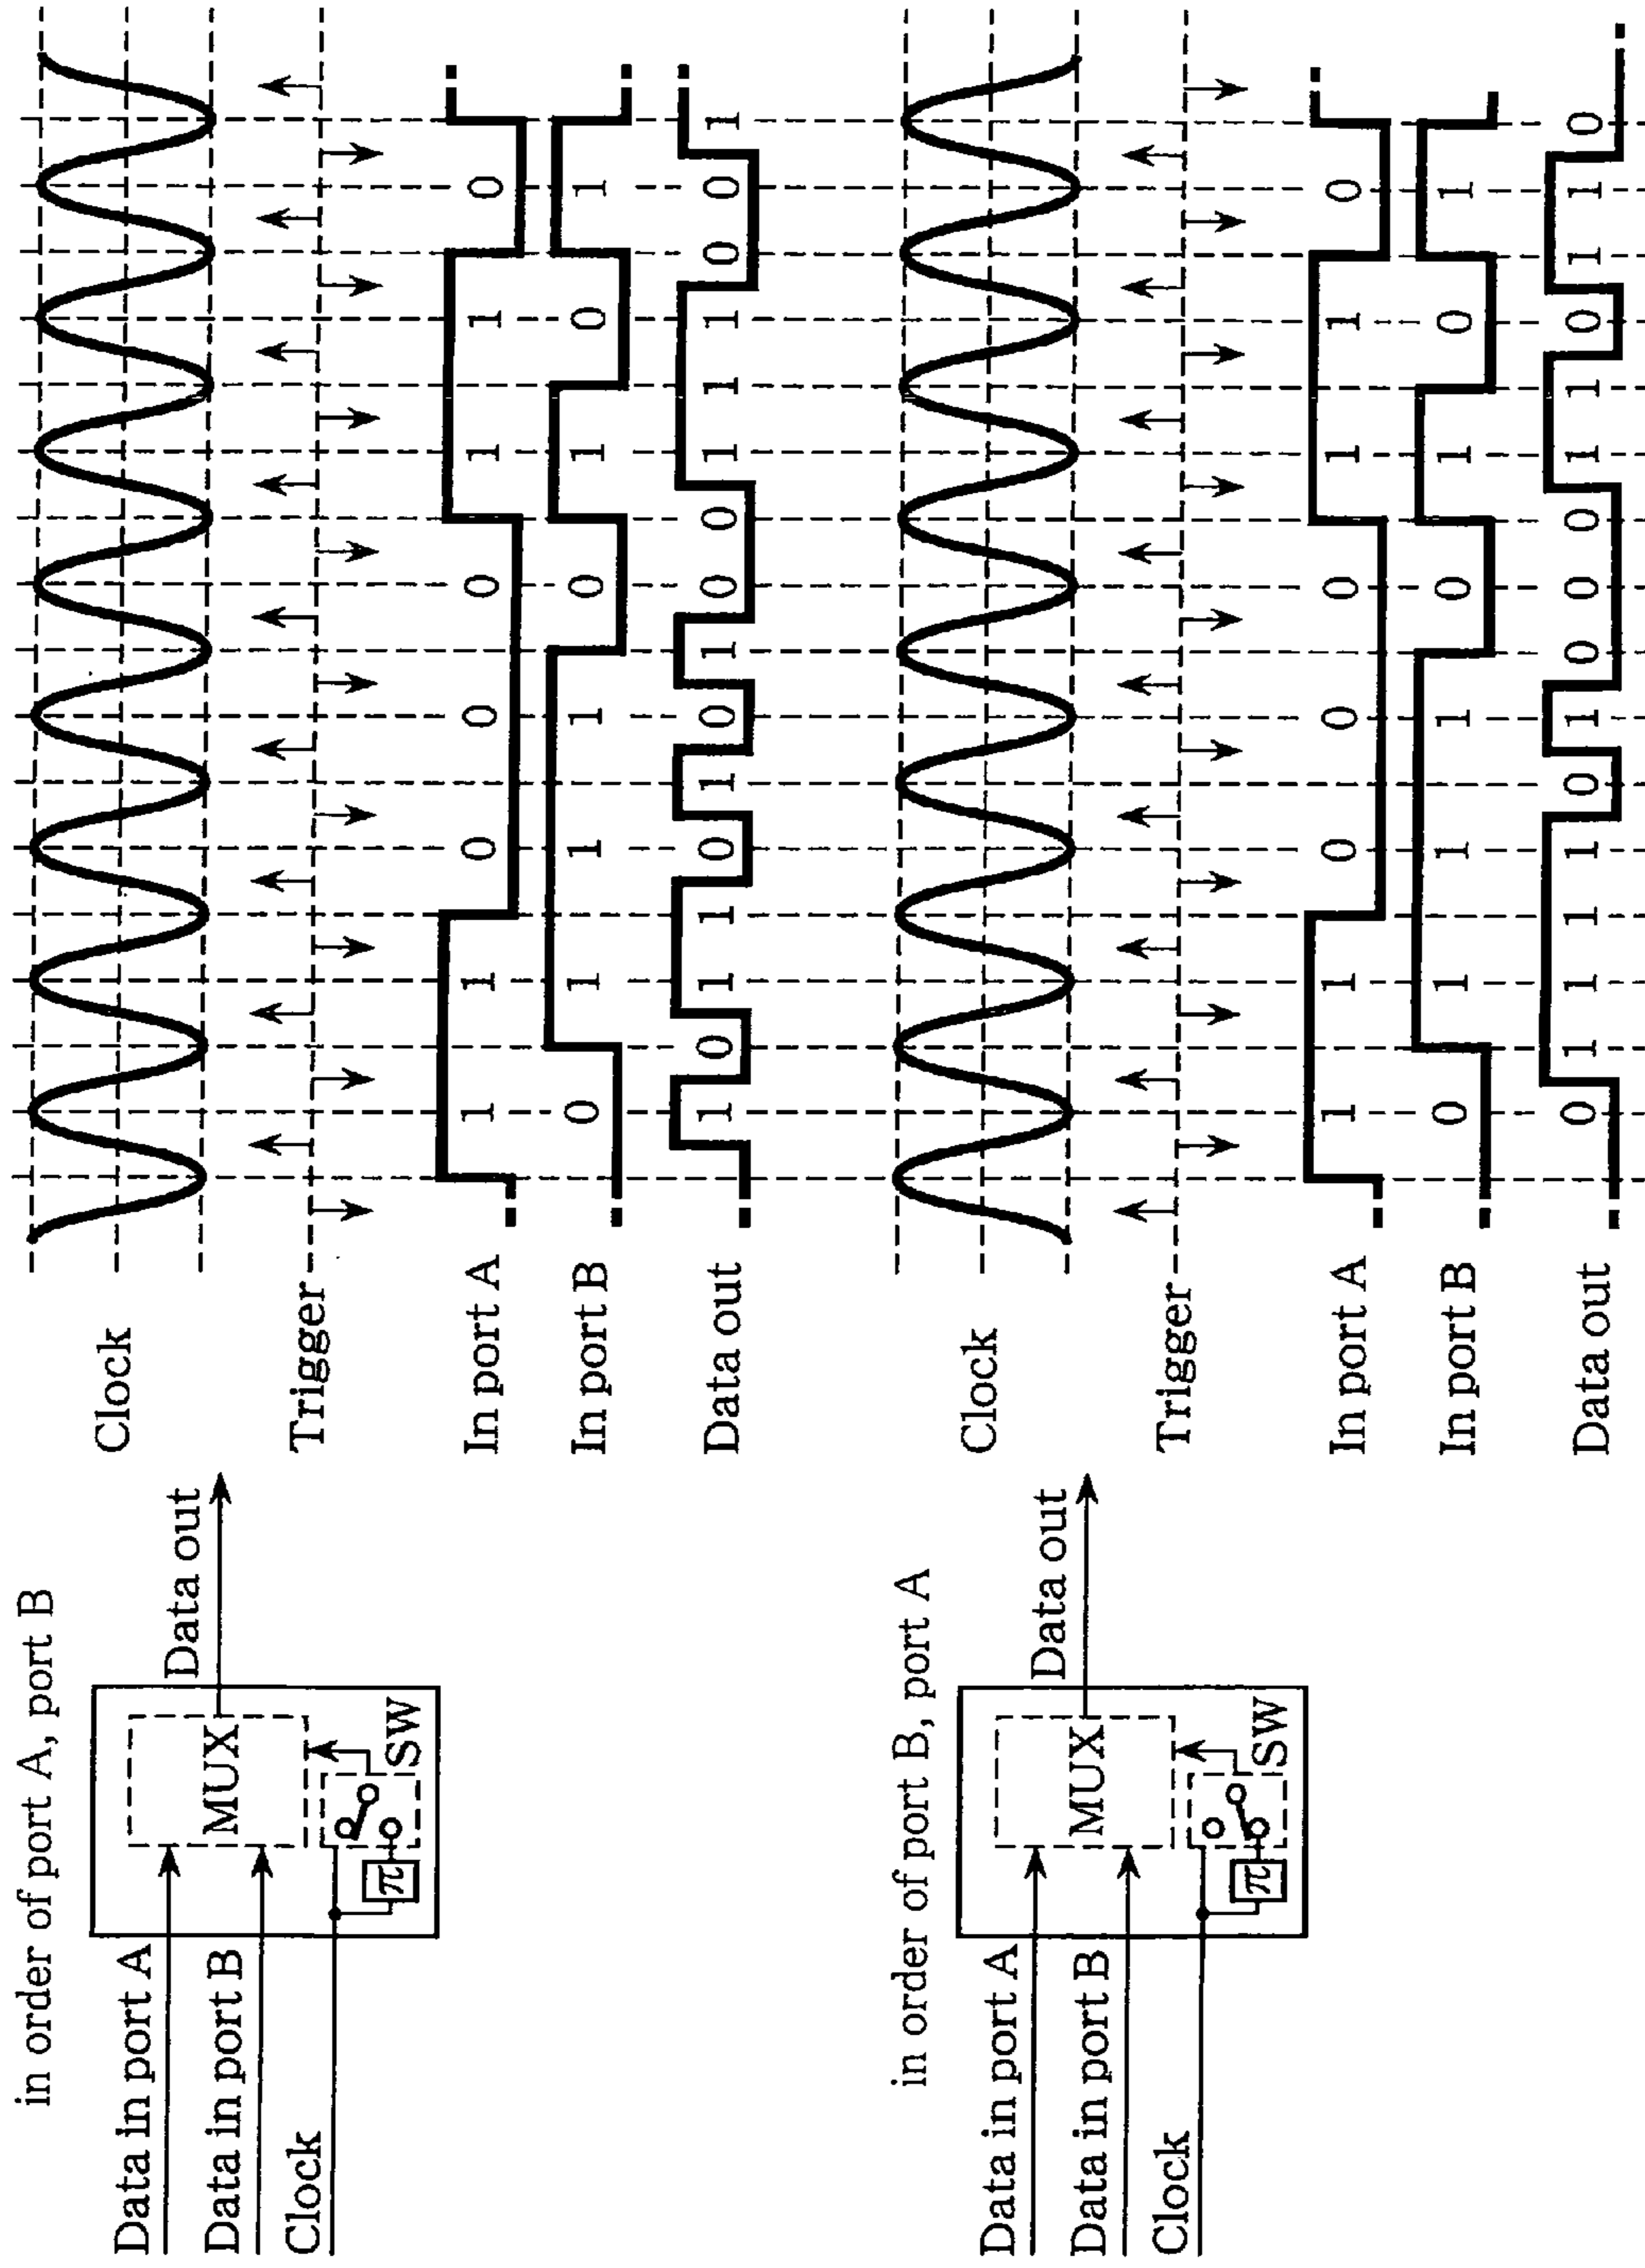 in order of port A, port B
Data in port A
Data in port B
Clock
MUX
π
SW
Data out
Clock
Trigger
In port A 1 1 0 0 0 1 1 0
In port B 0 1 1 1 0 1 0 1
Data out 1 0 1 1 0 1 0 1 0 0 1 1 1 0 0 1
in order of port B, port A
Data in port A
Data in port B
Clock
MUX
π
SW
Data out
Clock
Trigger
In port A 1 1 0 0 0 1 1 0
In port B 0 1 1 1 0 1 0 1
Data out 0 1 1 1 1 0 1 0 0 0 1 1 0 1 1 0